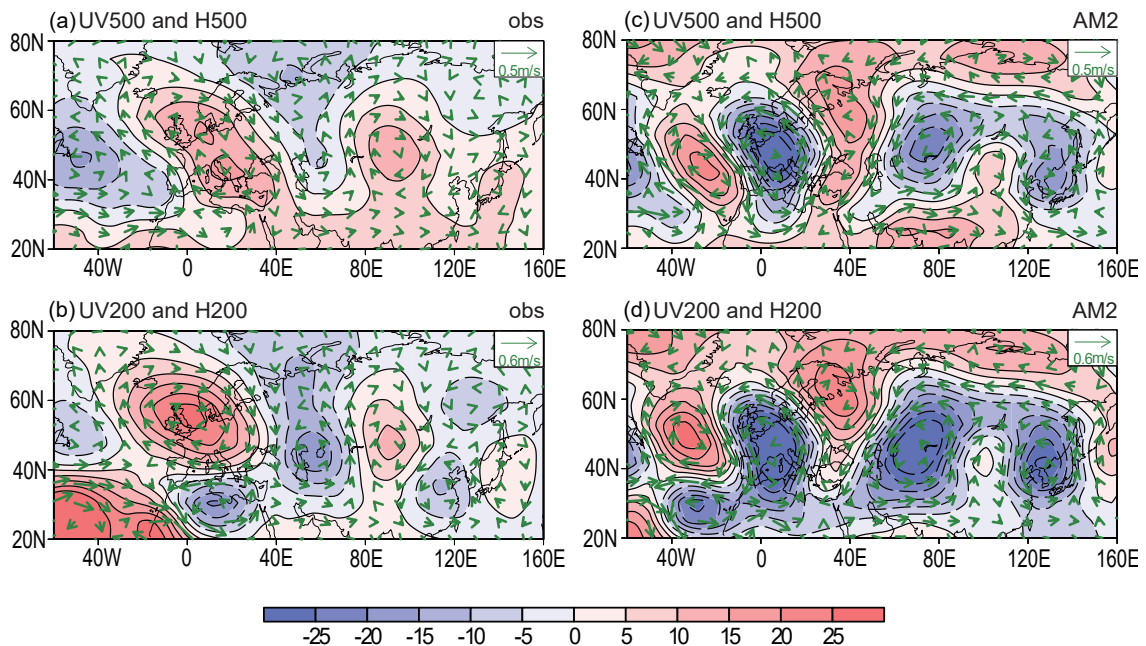 (a) UV500 and H500 obs
80N
60N
40N
20N
0.5m/s
40W 0 40E 80E 120E 160E
(c) UV500 and H500 AM2
80N
60N
40N
20N
0.5m/s
40W 0 40E 80E 120E 160E
(b) UV200 and H200 obs
80N
60N
40N
20N
0.6m/s
40W 0 40E 80E 120E 160E
(d) UV200 and H200 AM2
80N
60N
40N
20N
0.6m/s
40W 0 40E 80E 120E 160E
-25 -20 -15 -10 -5 0 5 10 15 20 25